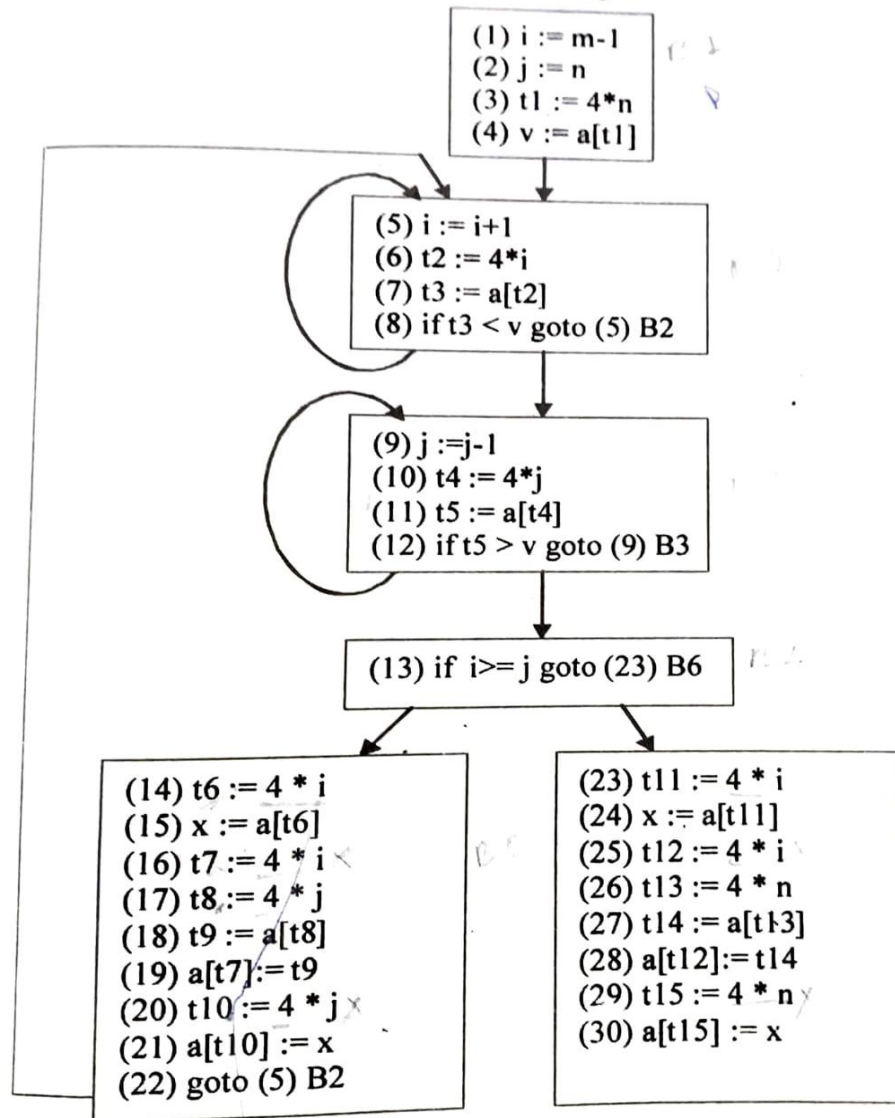 (1) i := m-1
(2) j := n
(3) t1 := 4*n
(4) v := a[t1]
(5) i := i+1
(6) t2 := 4*i
(7) t3 := a[t2]
(8) if t3 < v goto (5) B2
(9) j :=j-1
(10) t4 := 4*j
(11) t5 := a[t4]
(12) if t5 > v goto (9) B3
(13) if i>= j goto (23) B6
(14) t6 := 4 * i
(15) x := a[t6]
(16) t7 := 4 * i
(17) t8 := 4 * j
(18) t9 := a[t8]
(19) a[t7]:= t9
(20) t10 := 4 * j
(21) a[t10] := x
(22) goto (5) B2
(23) t11 := 4 * i
(24) x := a[t11]
(25) t12 := 4 * i
(26) t13 := 4 * n
(27) t14 := a[t13]
(28) a[t12]:= t14
(29) t15 := 4 * n
(30) a[t15] := x